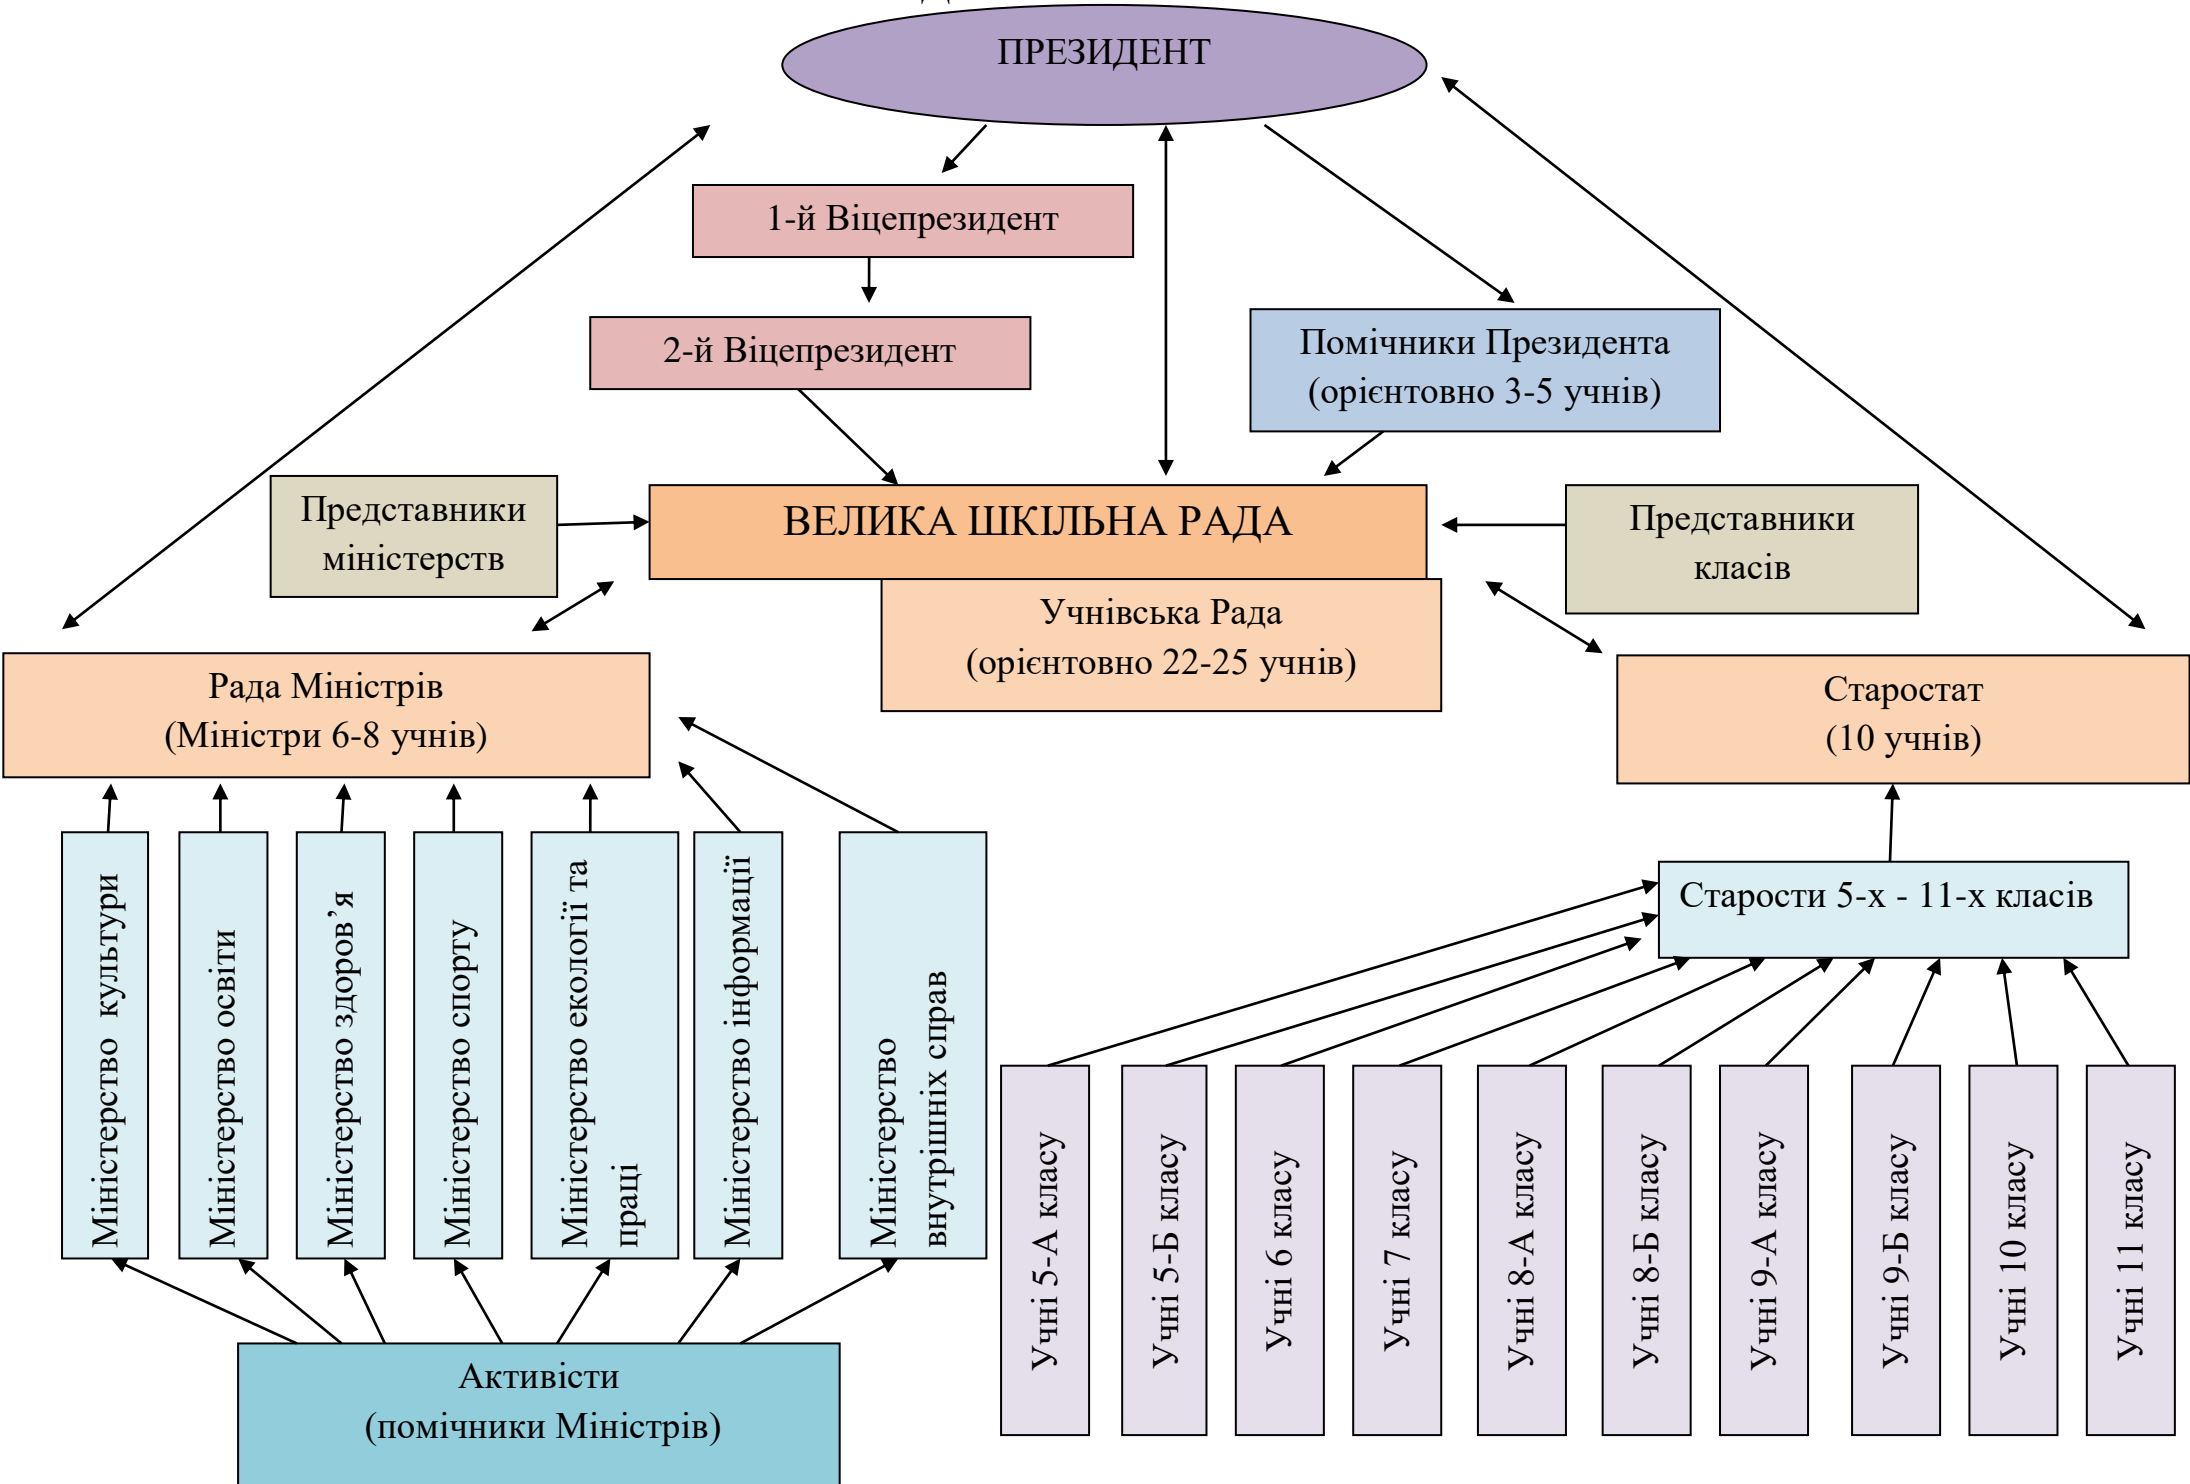 ПРЕЗИДЕНТ
1-й Віцепрезидент
2-й Віцепрезидент
Помічники Президента
(орієнтовно 3-5 учнів)
Представники
міністерств
ВЕЛИКА ШКІЛЬНА РАДА
Представники
класів
Учнівська Рада
(орієнтовно 22-25 учнів)
Рада Міністрів
(Міністри 6-8 учнів)
Старостат
(10 учнів)
Міністерство культури
Міністерство освіти
Міністерство здоров’я
Міністерство спорту
Міністерство екології та
праці
Міністерство інформації
Міністерство
внутрішніх справ
Старости 5-х - 11-х класів
Учні 5-А класу
Учні 5-Б класу
Учні 6 класу
Учні 7 класу
Учні 8-А класу
Учні 8-Б класу
Учні 9-А класу
Учні 9-Б класу
Учні 10 класу
Учні 11 класу
Активісти
(помічники Міністрів)